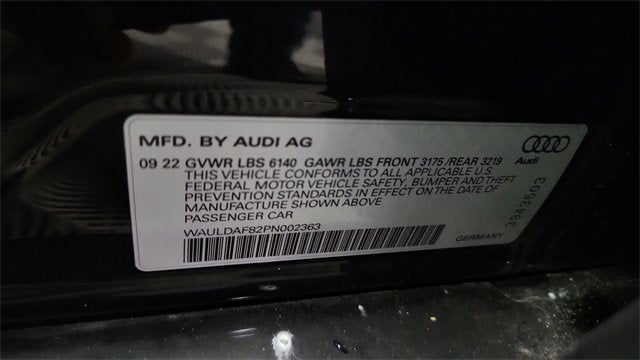 MFD. BY AUDI AG
09 22 GVWR LBS 6140 GAWR LBS FRONT 3175 /REAR 3219
THIS VEHICLE CONFORMS TO ALL APPLICABLE U.S.
FEDERAL MOTOR VEHICLE SAFETY, BUMPER AND THEFT
PREVENTION STANDARDS IN EFFECT ON THE DATE OF
MANUFACTURE SHOWN ABOVE
PASSENGER CAR
WAULDAF82PN002363
GERMANY
Audi
3943503